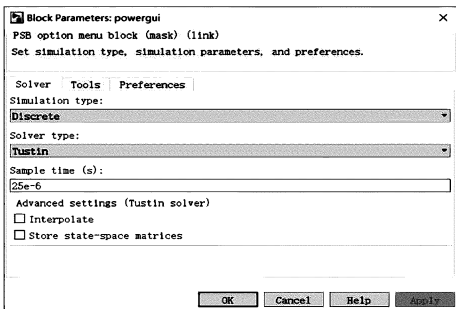 Block Parameters: powergui
PSB option menu block (mask) (link)
Set simulation type, simulation parameters, and preferences.
Solver Tools Preferences
Simulation type:
Discrete
Solver type:
Tustin
Sample time (s):
25e-6
Advanced settings (Tustin solver)
Interpolate
Store state-space matrices
OK Cancel Help Apply